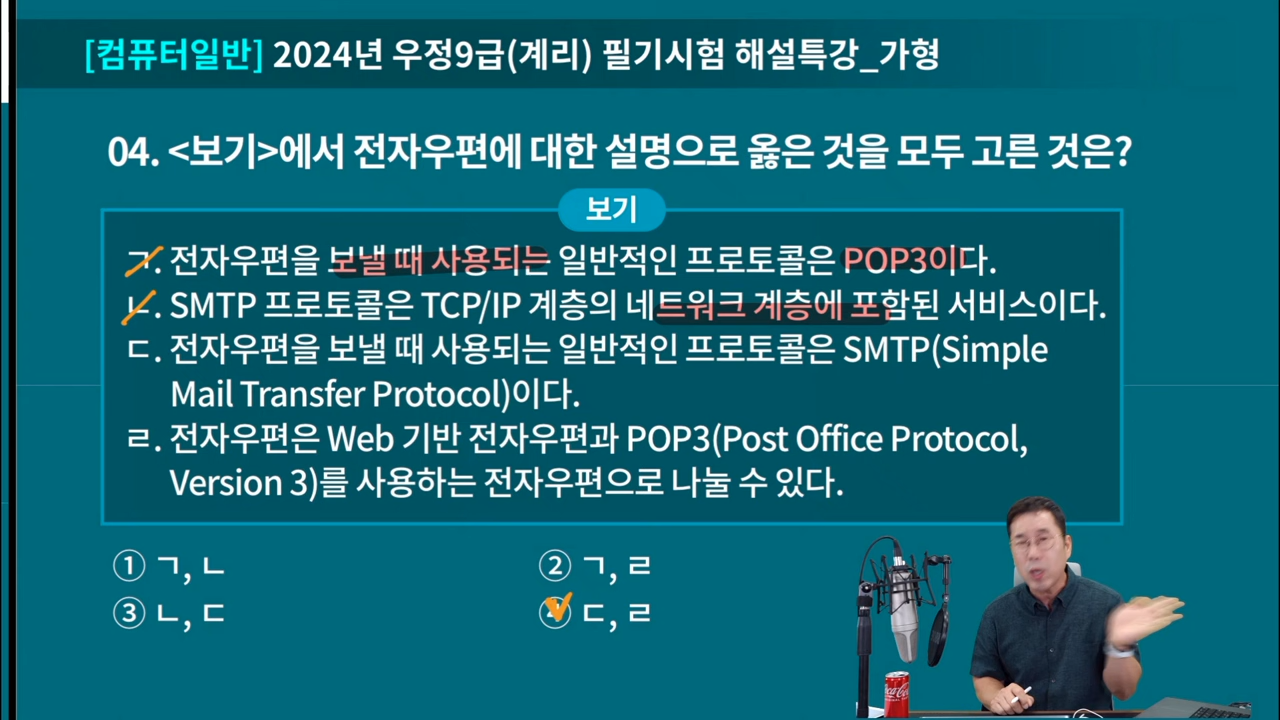 [컴퓨터일반] 2024년 우정9급(계리) 필기시험 해설특강_가형
04. <보기>에서 전자우편에 대한 설명으로 옳은 것을 모두 고른 것은?
보기
ㄱ. 전자우편을 보낼 때 사용되는 일반적인 프로토콜은 POP3이다.
ㄴ. SMTP 프로토콜은 TCP/IP 계층의 네트워크 계층에 포함된 서비스이다.
ㄷ. 전자우편을 보낼 때 사용되는 일반적인 프로토콜은 SMTP(Simple
Mail Transfer Protocol)이다.
ㄹ. 전자우편은 Web 기반 전자우편과 POP3(Post Office Protocol,
Version 3)를 사용하는 전자우편으로 나눌 수 있다.
① ㄱ, ㄴ
② ㄱ, ㄹ
③ ㄴ, ㄷ
④ ㄷ, ㄹ
Coca-Cola